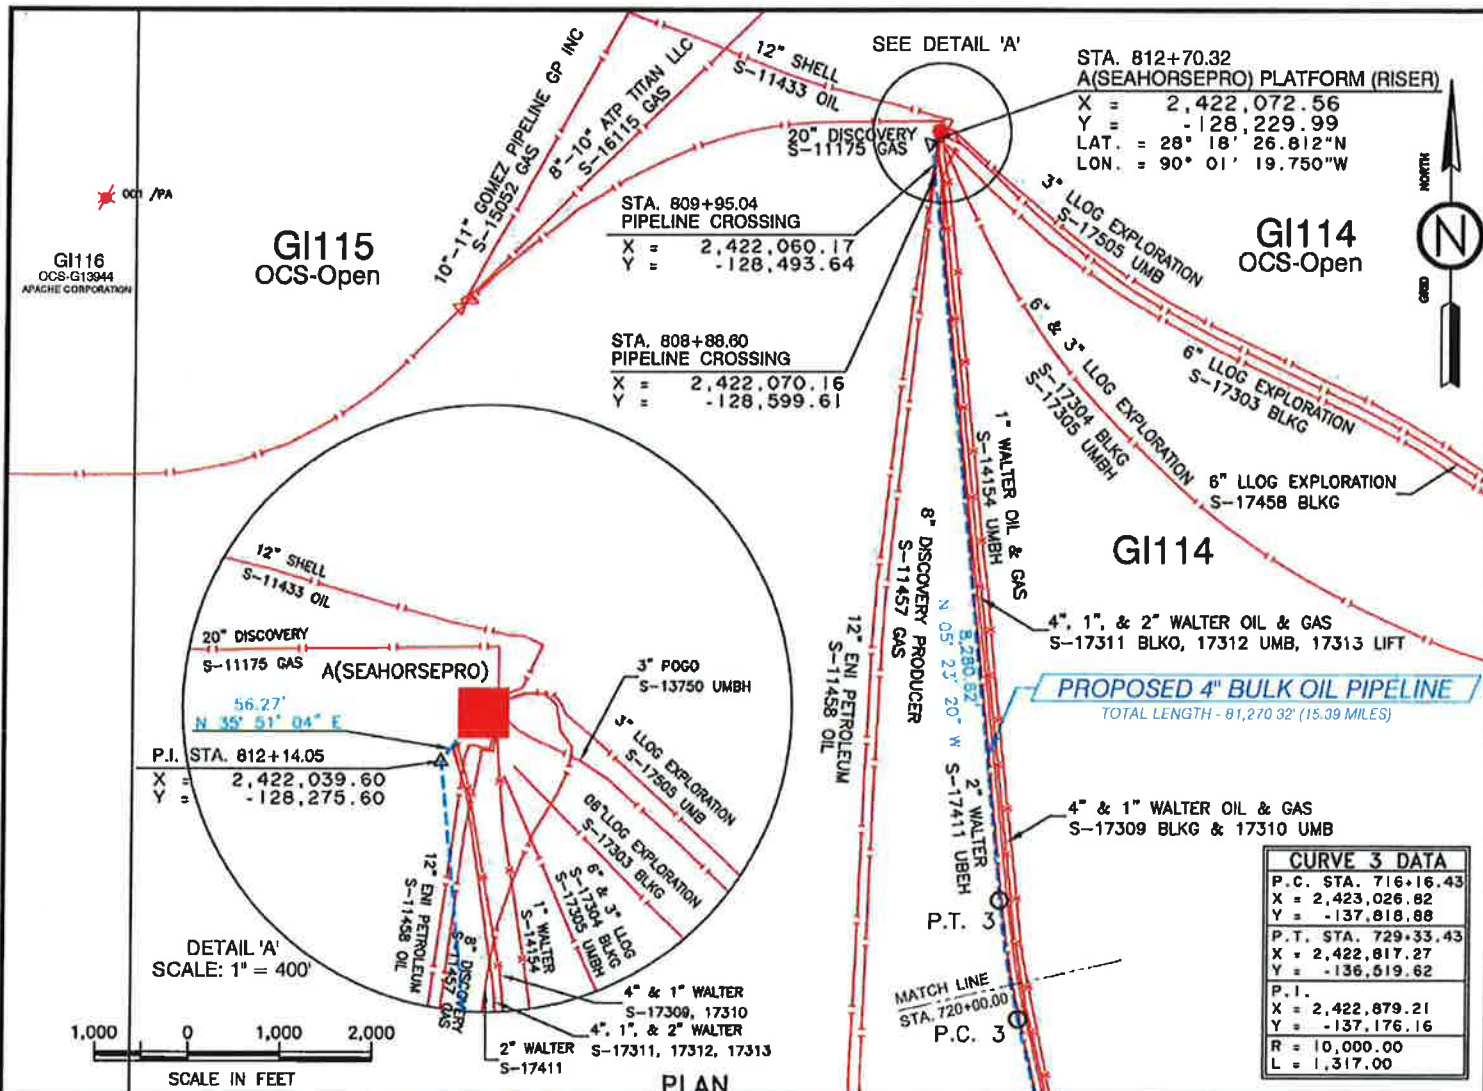 SEE DETAIL 'A'
STA. 812+70.32
A(SEAHORSEPRO) PLATFORM (RISER)
X = 2,422,072.56
Y = -128,229.99
LAT. = 28° 18' 26.812"N
LON. = 90° 01' 19.750"W
NORTH
N
GRID
12" SHELL
S-11433 OIL
10"-11" GOMEZ PIPELINE GP INC
S-15052 GAS
8"-10" ATP TITAN LLC
S-16115 GAS
20" DISCOVERY
S-11175 GAS
001 /PA
GI116
OCS-G13944
APACHE CORPORATION
GI115
OCS-Open
GI114
OCS-Open
STA. 809+95.04
PIPELINE CROSSING
X = 2,422,060.17
Y = -128,493.64
STA. 808+88.60
PIPELINE CROSSING
X = 2,422,070.16
Y = -128,599.61
3" LLOG EXPLORATION
S-17505 UMB
6" LLOG EXPLORATION
S-17303 BLKG
6" & 3" LLOG EXPLORATION
S-17304 BLKG
S-17305 UMBH
6" LLOG EXPLORATION
S-17458 BLKG
GI114
1" WALTER OIL & GAS
S-14154 UMBH
8" DISCOVERY PRODUCER
S-11457 GAS
12" ENI PETROLEUM
S-11458 OIL
8,280.62'
N 05° 23' 20" W
2" WALTER
S-17411 UBEH
4", 1", & 2" WALTER OIL & GAS
S-17311 BLKO, 17312 UMB, 17313 LIFT
PROPOSED 4" BULK OIL PIPELINE
TOTAL LENGTH - 81,270.32' (15.39 MILES)
4" & 1" WALTER OIL & GAS
S-17309 BLKG & 17310 UMB
P.T. 3
MATCH LINE
STA. 720+00.00
P.C. 3
CURVE 3 DATA
P.C. STA. 716+16.43
X = 2,423,026.82
Y = -137,818.88
P.T. STA. 729+33.43
X = 2,422,817.27
Y = -136,519.62
P.I.
X = 2,422,879.21
Y = -137,176.16
R = 10,000.00
L = 1,317.00
12" SHELL
S-11433 OIL
20" DISCOVERY
S-11175 GAS
A(SEAHORSEPRO)
3" POGO
S-13750 UMBH
56.27'
N 35° 51' 04" E
P.I. STA. 812+14.05
X = 2,422,039.60
Y = -128,275.60
3" LLOG EXPLORATION
S-17505 UMB
06" LLOG EXPLORATION
S-17303 BLKG
6" & 3" LLOG
S-17304 BLKG
S-17305 UMBH
1" WALTER
S-14154
12" ENI PETROLEUM
S-11458 OIL
8" DISCOVERY
S-11457 GAS
DETAIL 'A'
SCALE: 1" = 400'
4" & 1" WALTER
S-17309, 17310
4", 1", & 2" WALTER
S-17311, 17312, 17313
2" WALTER
S-17411
1,000 0 1,000 2,000
SCALE IN FEET
PLAN